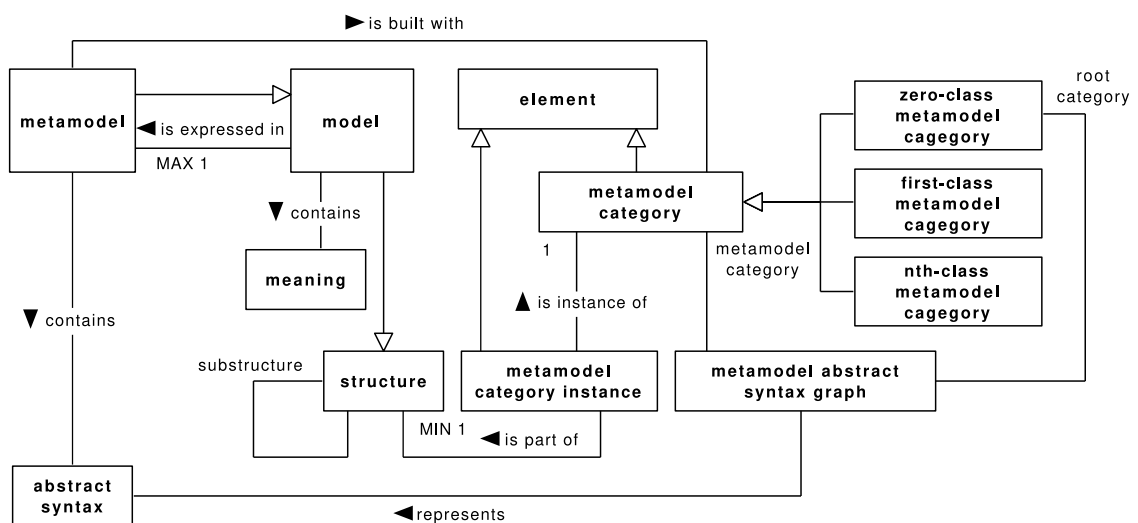 ► is built with
metamodel
model
◄ is expressed in
MAX 1
element
zero-class
metamodel
cagegory
root
category
first-class
metamodel
cagegory
nth-class
metamodel
cagegory
metamodel
category
▼ contains
1
metamodel
category
meaning
▲ is instance of
▼ contains
substructure
structure
metamodel
category instance
metamodel abstract
syntax graph
MIN 1
◄ is part of
abstract
syntax
◄ represents